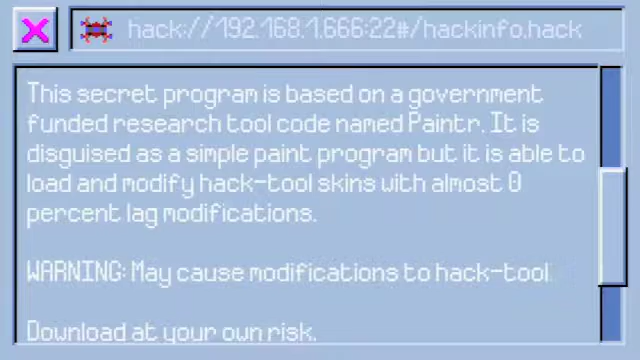 hack://192.168.1.666:22#/hackinfo.hack
This secret program is based on a government
funded research tool code named Paintr. It is
disguised as a simple paint program but it is able to
load and modify hack-tool skins with almost 0
percent lag modifications.
WARNING: May cause modifications to hack-tool.
Download at your own risk.